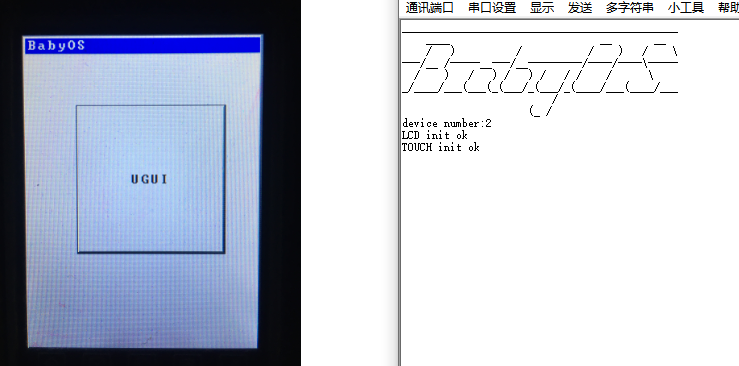 BabyOS
UGUI
通讯端口 串口设置 显示 发送 多字符串 小工具 帮助
BabyOS
device number:2
LCD init ok
TOUCH init ok